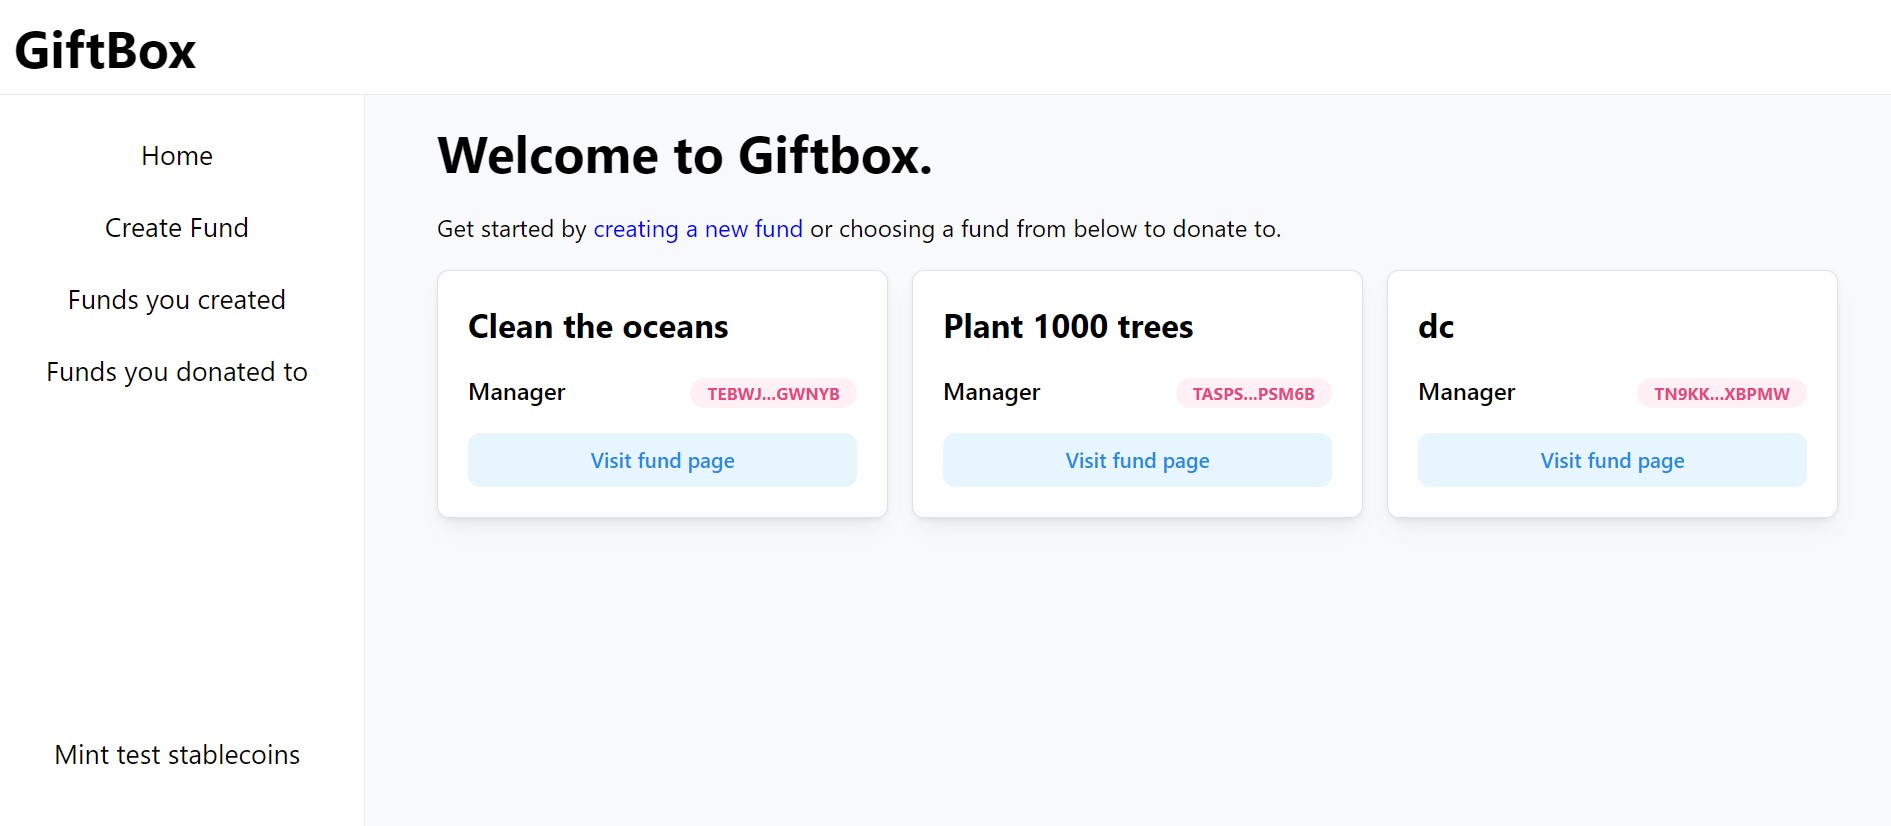 GiftBox
Home
Create Fund
Funds you created
Funds you donated to
Mint test stablecoins
Welcome to Giftbox.
Get started by creating a new fund or choosing a fund from below to donate to.
Clean the oceans
Manager TEBWJ...GWNYB
Visit fund page
Plant 1000 trees
Manager TASPS...PSM6B
Visit fund page
dc
Manager TN9KK...XBPMW
Visit fund page